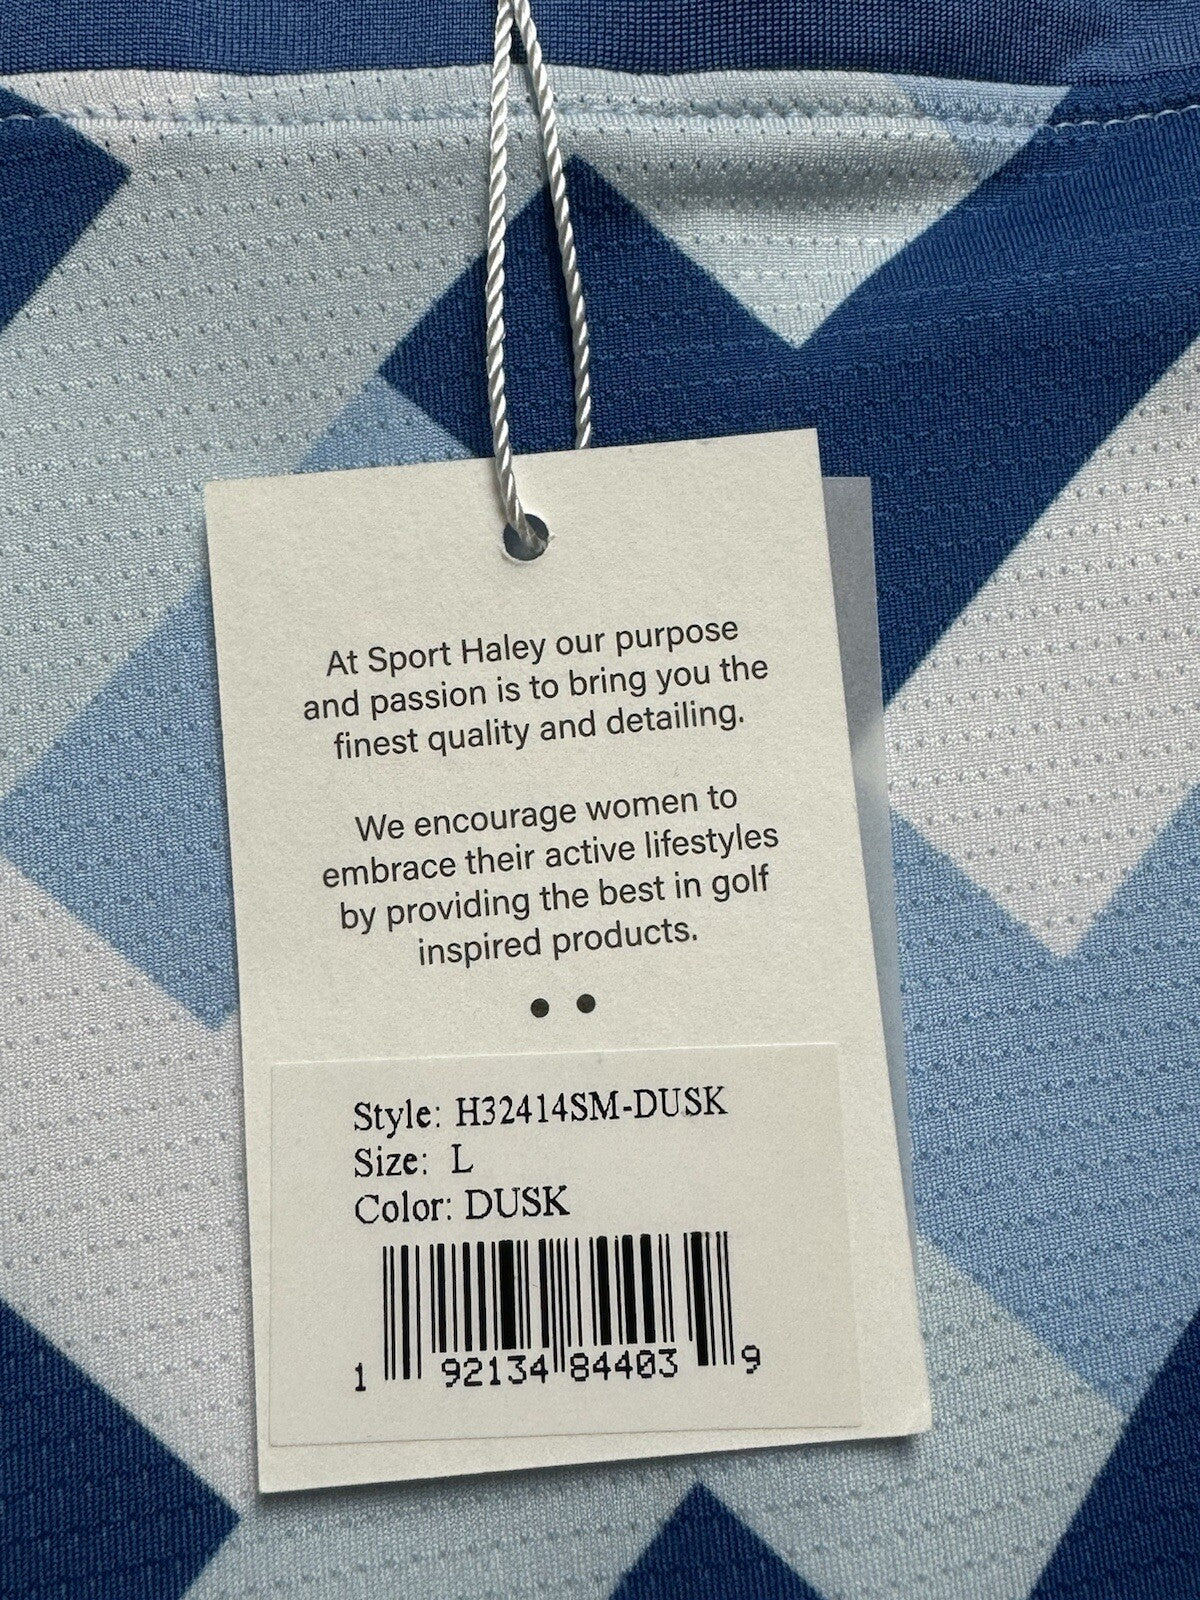 At Sport Haley our purpose
and passion is to bring you the
finest quality and detailing.
We encourage women to
embrace their active lifestyles
by providing the best in golf
inspired products.
Style: H32414SM-DUSK
Size: L
Color: DUSK
1 92134 84403 9